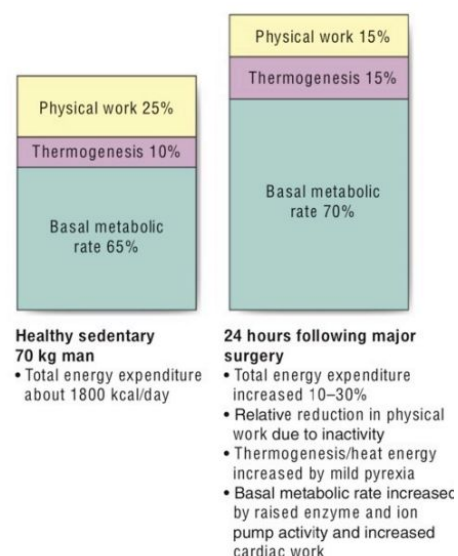 Physical work 25%
Thermogenesis 10%
Basal metabolic
rate 65%
Healthy sedentary
70 kg man
• Total energy expenditure
about 1800 kcal/day
Physical work 15%
Thermogenesis 15%
Basal metabolic
rate 70%
24 hours following major
surgery
• Total energy expenditure
increased 10–30%
• Relative reduction in physical
work due to inactivity
• Thermogenesis/heat energy
increased by mild pyrexia
• Basal metabolic rate increased
by raised enzyme and ion
pump activity and increased
cardiac work